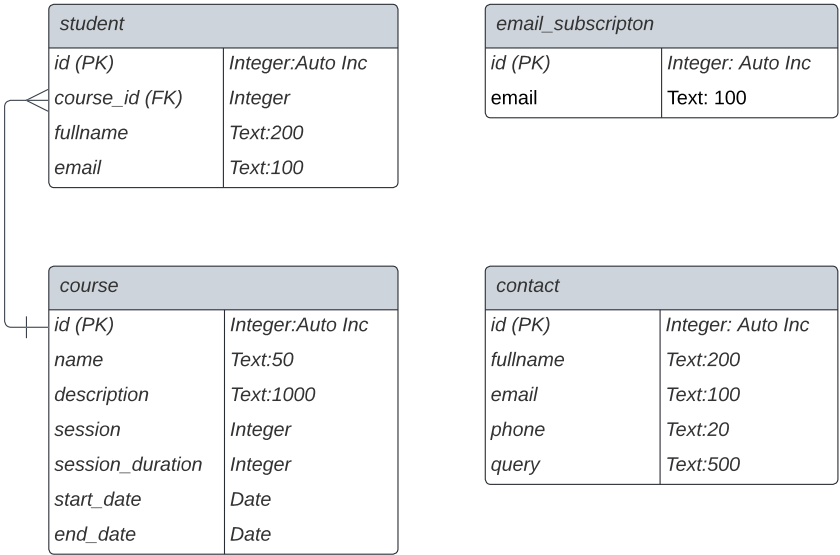 student
id (PK) Integer:Auto Inc
course_id (FK) Integer
fullname Text:200
email Text:100
email_subscripton
id (PK) Integer: Auto Inc
email Text: 100
course
id (PK) Integer:Auto Inc
name Text:50
description Text:1000
session Integer
session_duration Integer
start_date Date
end_date Date
contact
id (PK) Integer: Auto Inc
fullname Text:200
email Text:100
phone Text:20
query Text:500